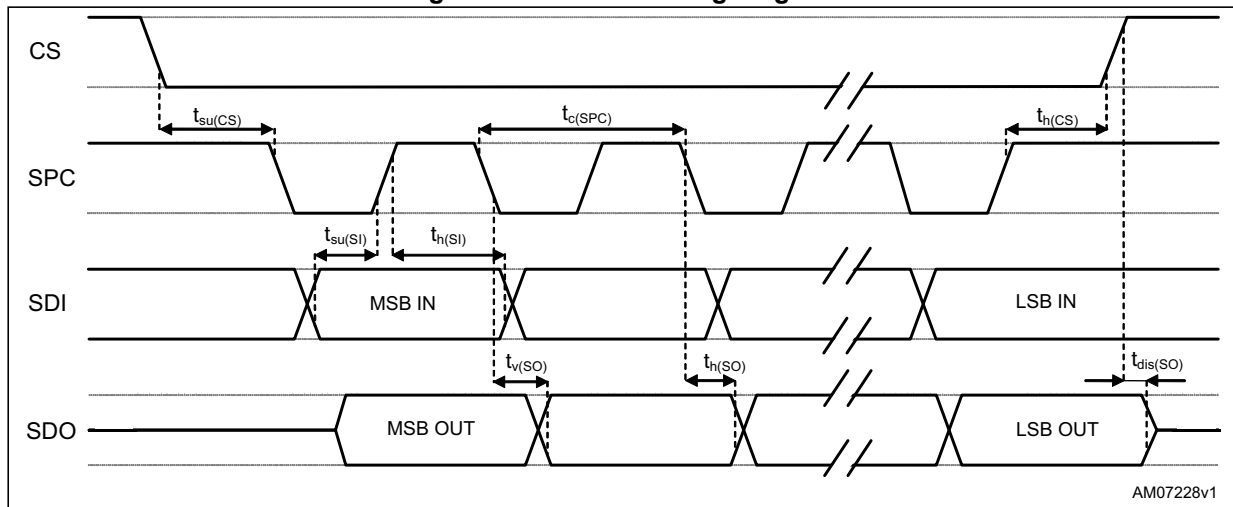 CS
t_su(CS)
t_c(SPC)
t_h(CS)
SPC
t_su(SI)
t_h(SI)
SDI
MSB IN
LSB IN
t_v(SO)
t_h(SO)
t_dis(SO)
SDO
MSB OUT
LSB OUT
AM07228v1